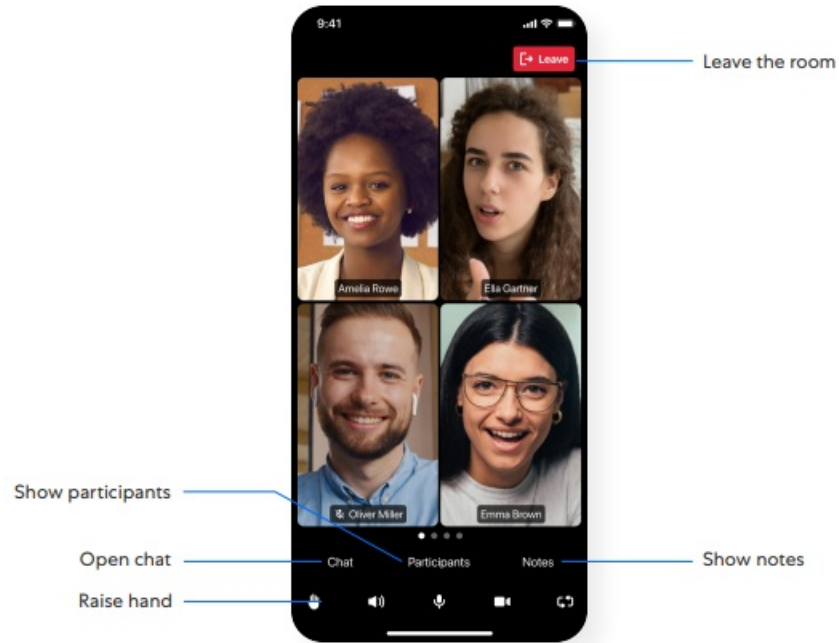 9:41
Leave
Leave the room
Amelia Rowe
Ella Gartner
Oliver Miller
Emma Brown
Show participants
Open chat
Chat
Participants
Notes
Show notes
Raise hand